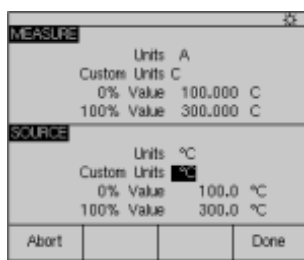 MEASURE
Units A
Custom Units C
0% Value 100.000 C
100% Value 300.000 C
SOURCE
Units °C
Custom Units °C
0% Value 100.0 °C
100% Value 300.0 °C
Abort Done